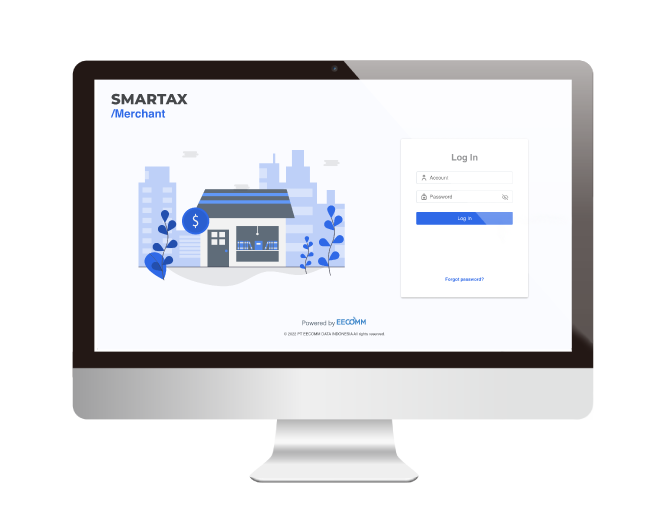 SMARTAX
/Merchant
$
Log In
Account
Password
Log In
Forgot password?
Powered by EECOMM
© 2022 PT EECOMM DATA INDONESIA All rights reserved.